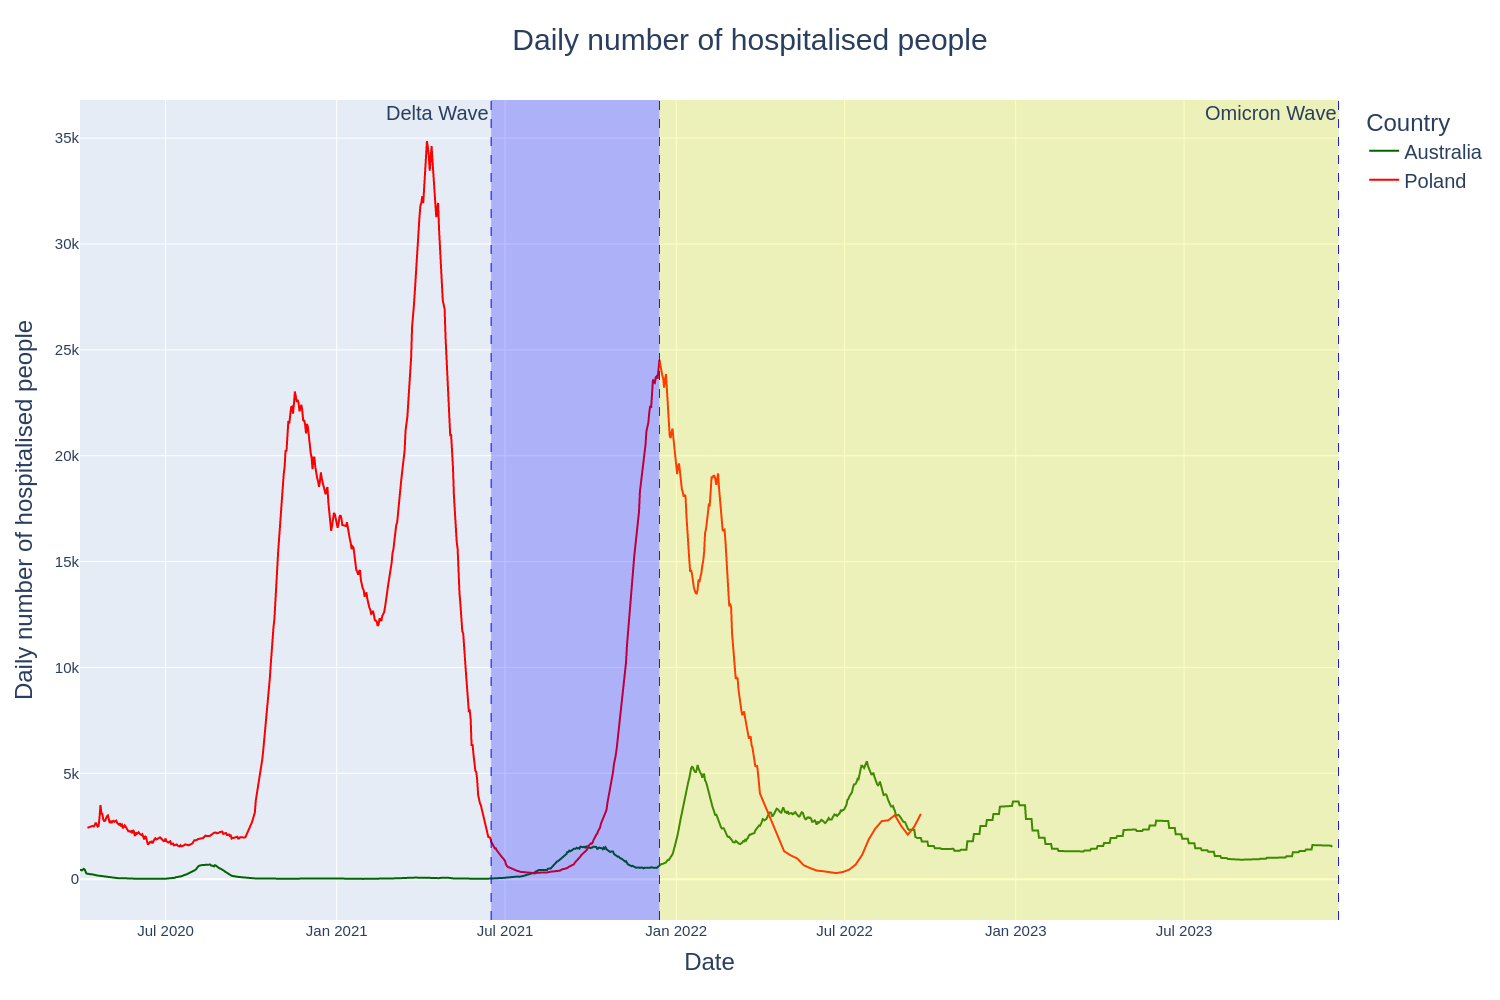 Daily number of hospitalised people
Delta Wave
Omicron Wave
Country
Australia
Poland
Daily number of hospitalised people
35k
30k
25k
20k
15k
10k
5k
0
Jul 2020
Jan 2021
Jul 2021
Jan 2022
Jul 2022
Jan 2023
Jul 2023
Date